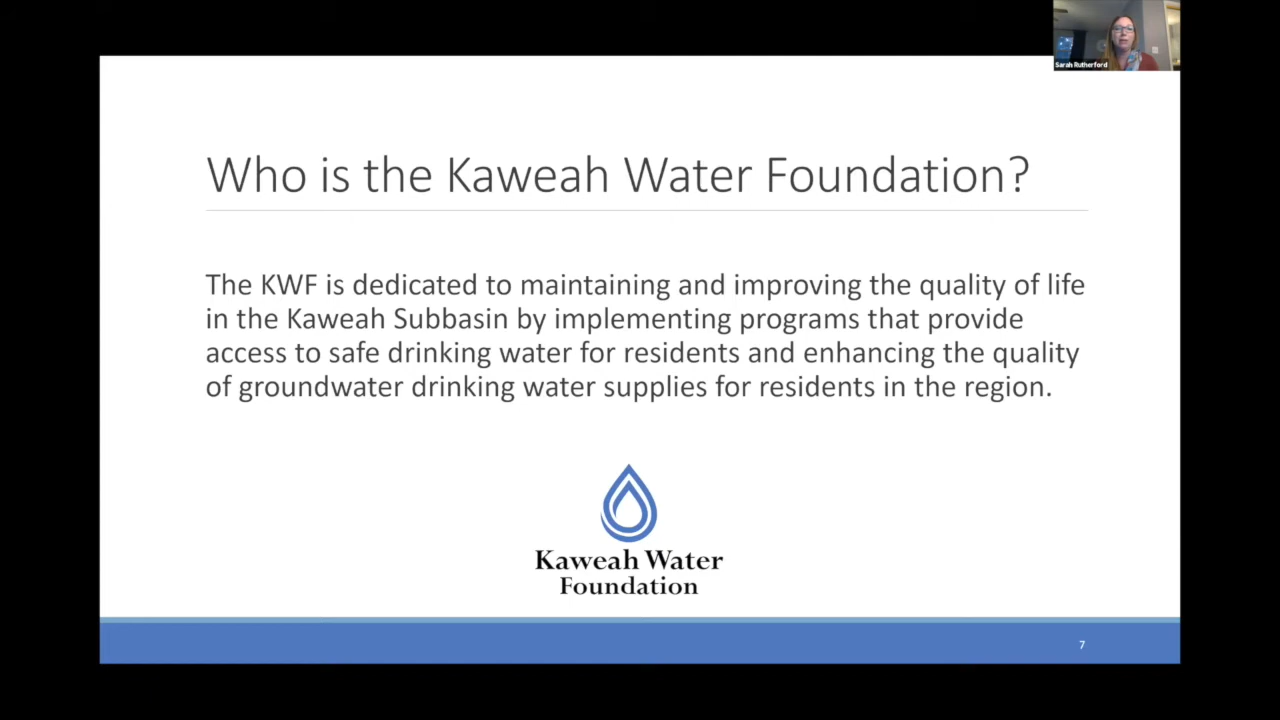 Sarah Rutherford
Who is the Kaweah Water Foundation?
The KWF is dedicated to maintaining and improving the quality of life
in the Kaweah Subbasin by implementing programs that provide
access to safe drinking water for residents and enhancing the quality
of groundwater drinking water supplies for residents in the region.
Kaweah Water
Foundation
7